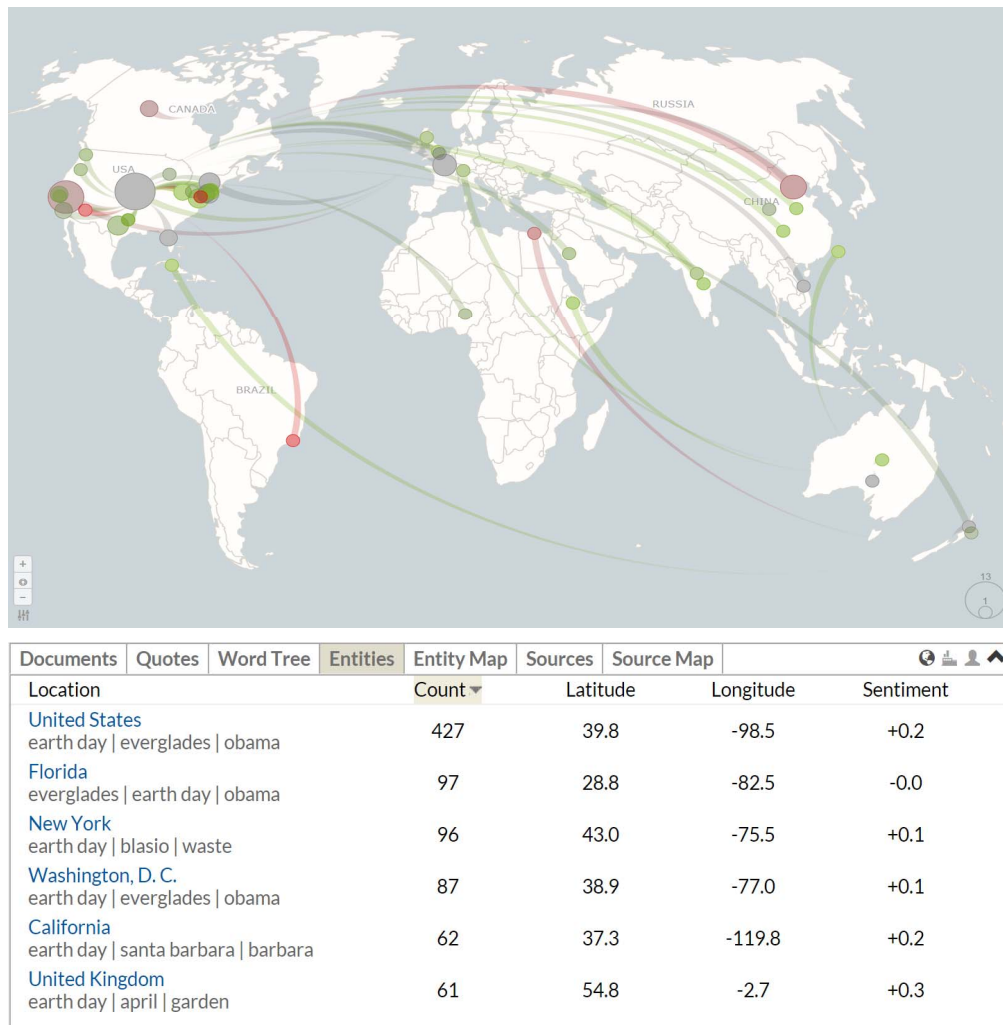 CANADA
RUSSIA
USA
CHINA
BRAZIL
+
-
13
1
Documents Quotes Word Tree Entities Entity Map Sources Source Map
Location Count Latitude Longitude Sentiment
United States
earth day | everglades | obama
427 39.8 -98.5 +0.2
Florida
everglades | earth day | obama
97 28.8 -82.5 -0.0
New York
earth day | blasio | waste
96 43.0 -75.5 +0.1
Washington, D. C.
earth day | everglades | obama
87 38.9 -77.0 +0.1
California
earth day | santa barbara | barbara
62 37.3 -119.8 +0.2
United Kingdom
earth day | april | garden
61 54.8 -2.7 +0.3